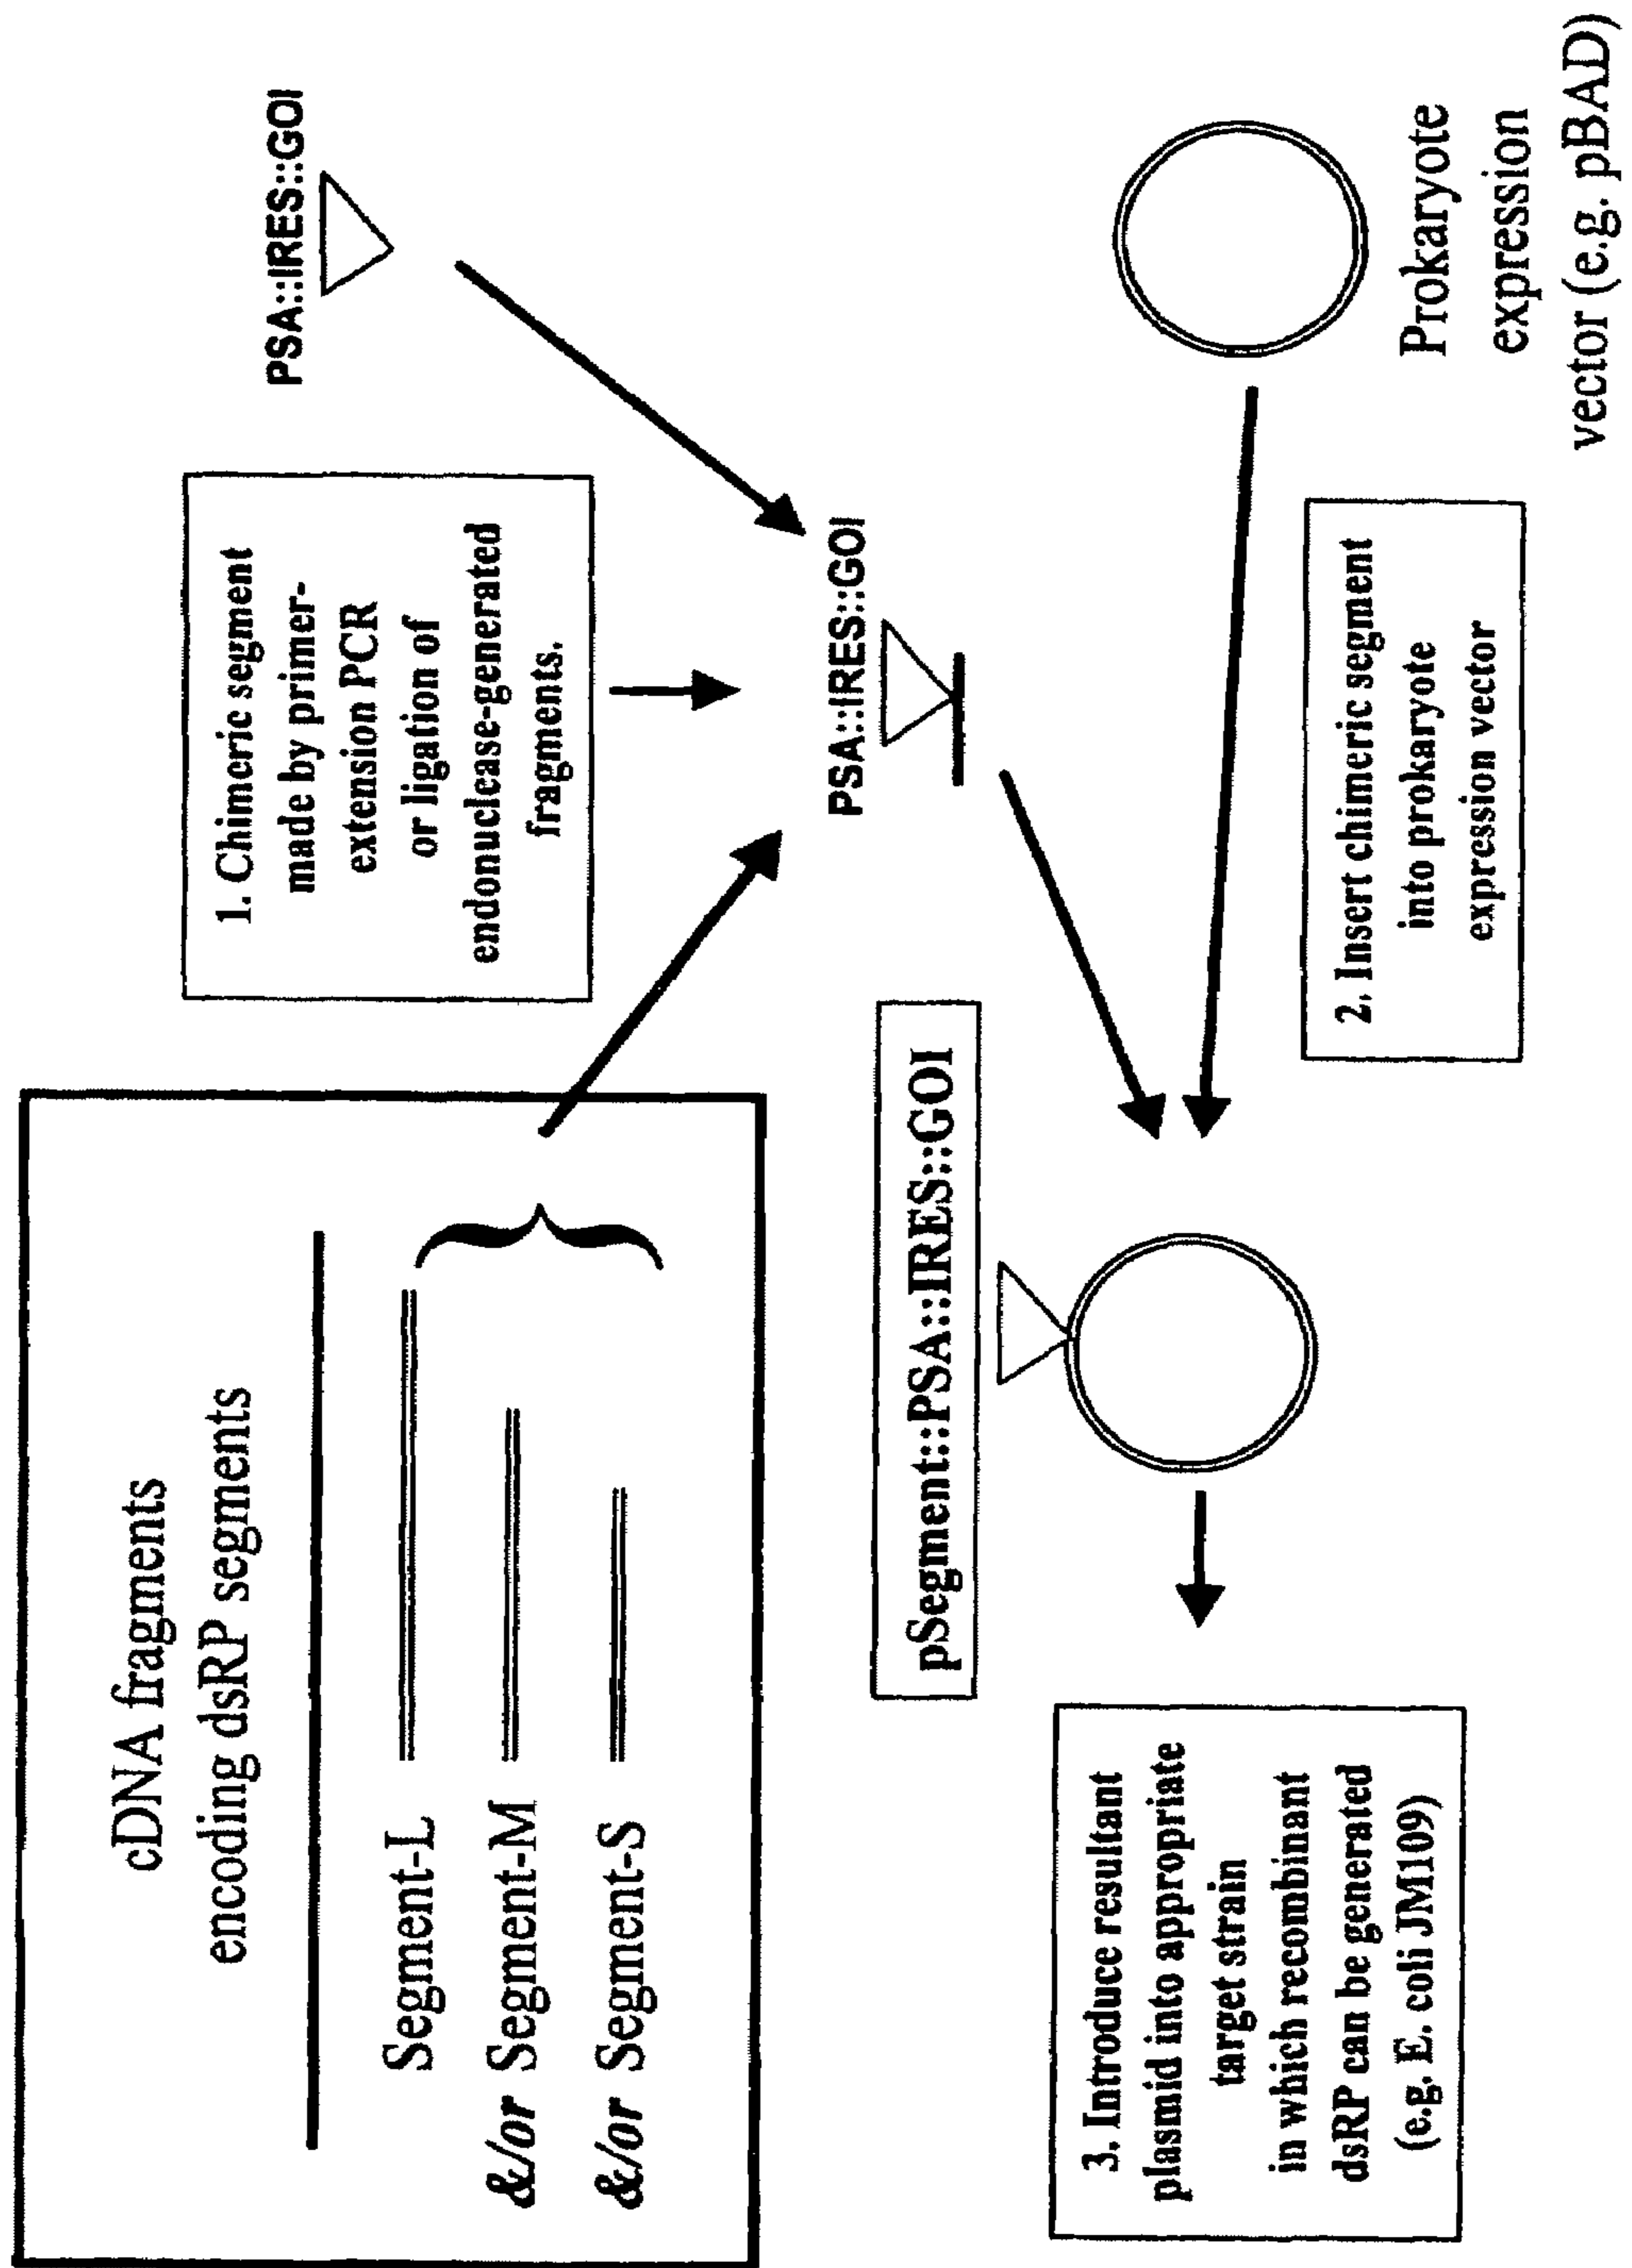 cDNA fragments
encoding dsRP segments
Segment-L
&/or Segment-M
&/or Segment-S
1. Chimeric segment
made by primer-
extension PCR
or ligation of
endonuclease-generated
fragments.
PSA::IRES::GOI
PSA::IRES::GOI
pSegment::PSA::IRES::GOI
3. Introduce resultant
plasmid into appropriate
target strain
in which recombinant
dsRP can be generated
(e.g. E. coli JM109)
2. Insert chimeric segment
into prokaryote
expression vector
Prokaryote
expression
vector (e.g. pBAD)